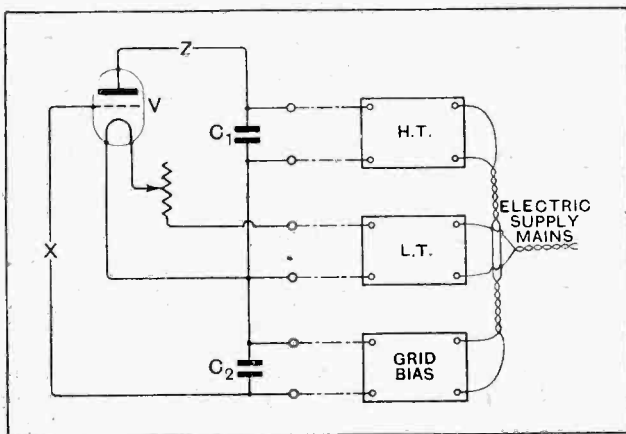 Z
V
C1
H.T.
ELECTRIC
SUPPLY
MAINS
X
L.T.
C2
GRID
BIAS